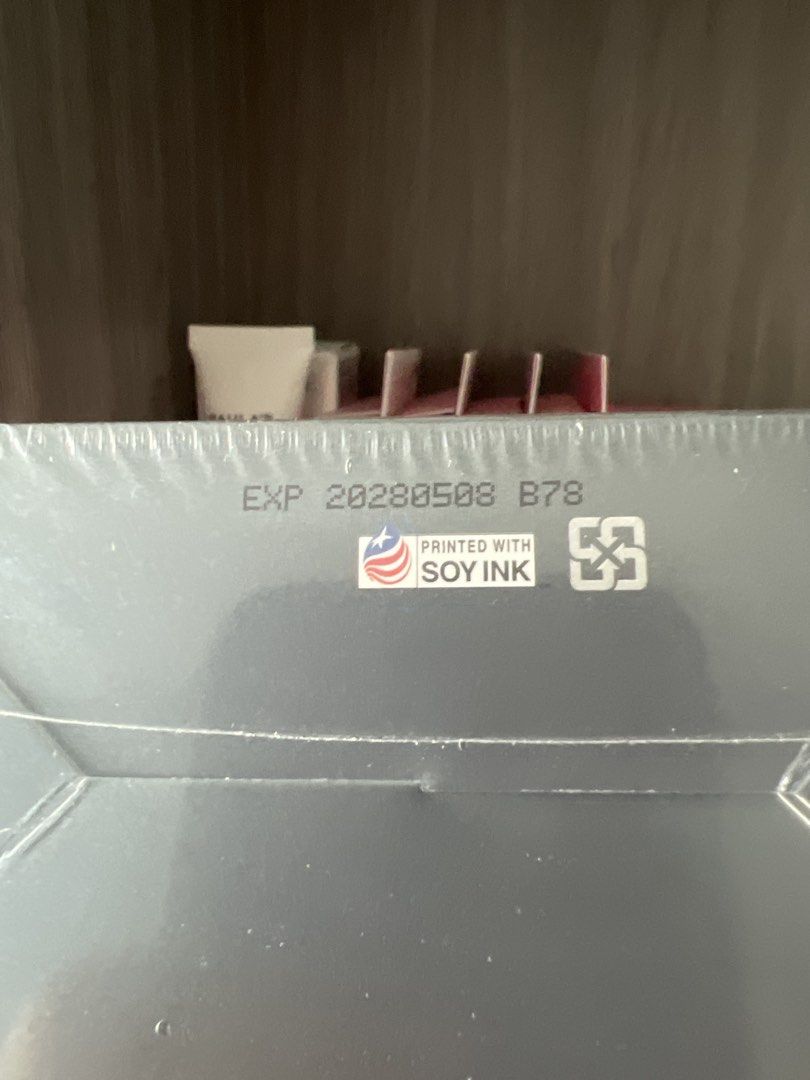 EXP 20280508 B78
PRINTED WITH
SOY INK